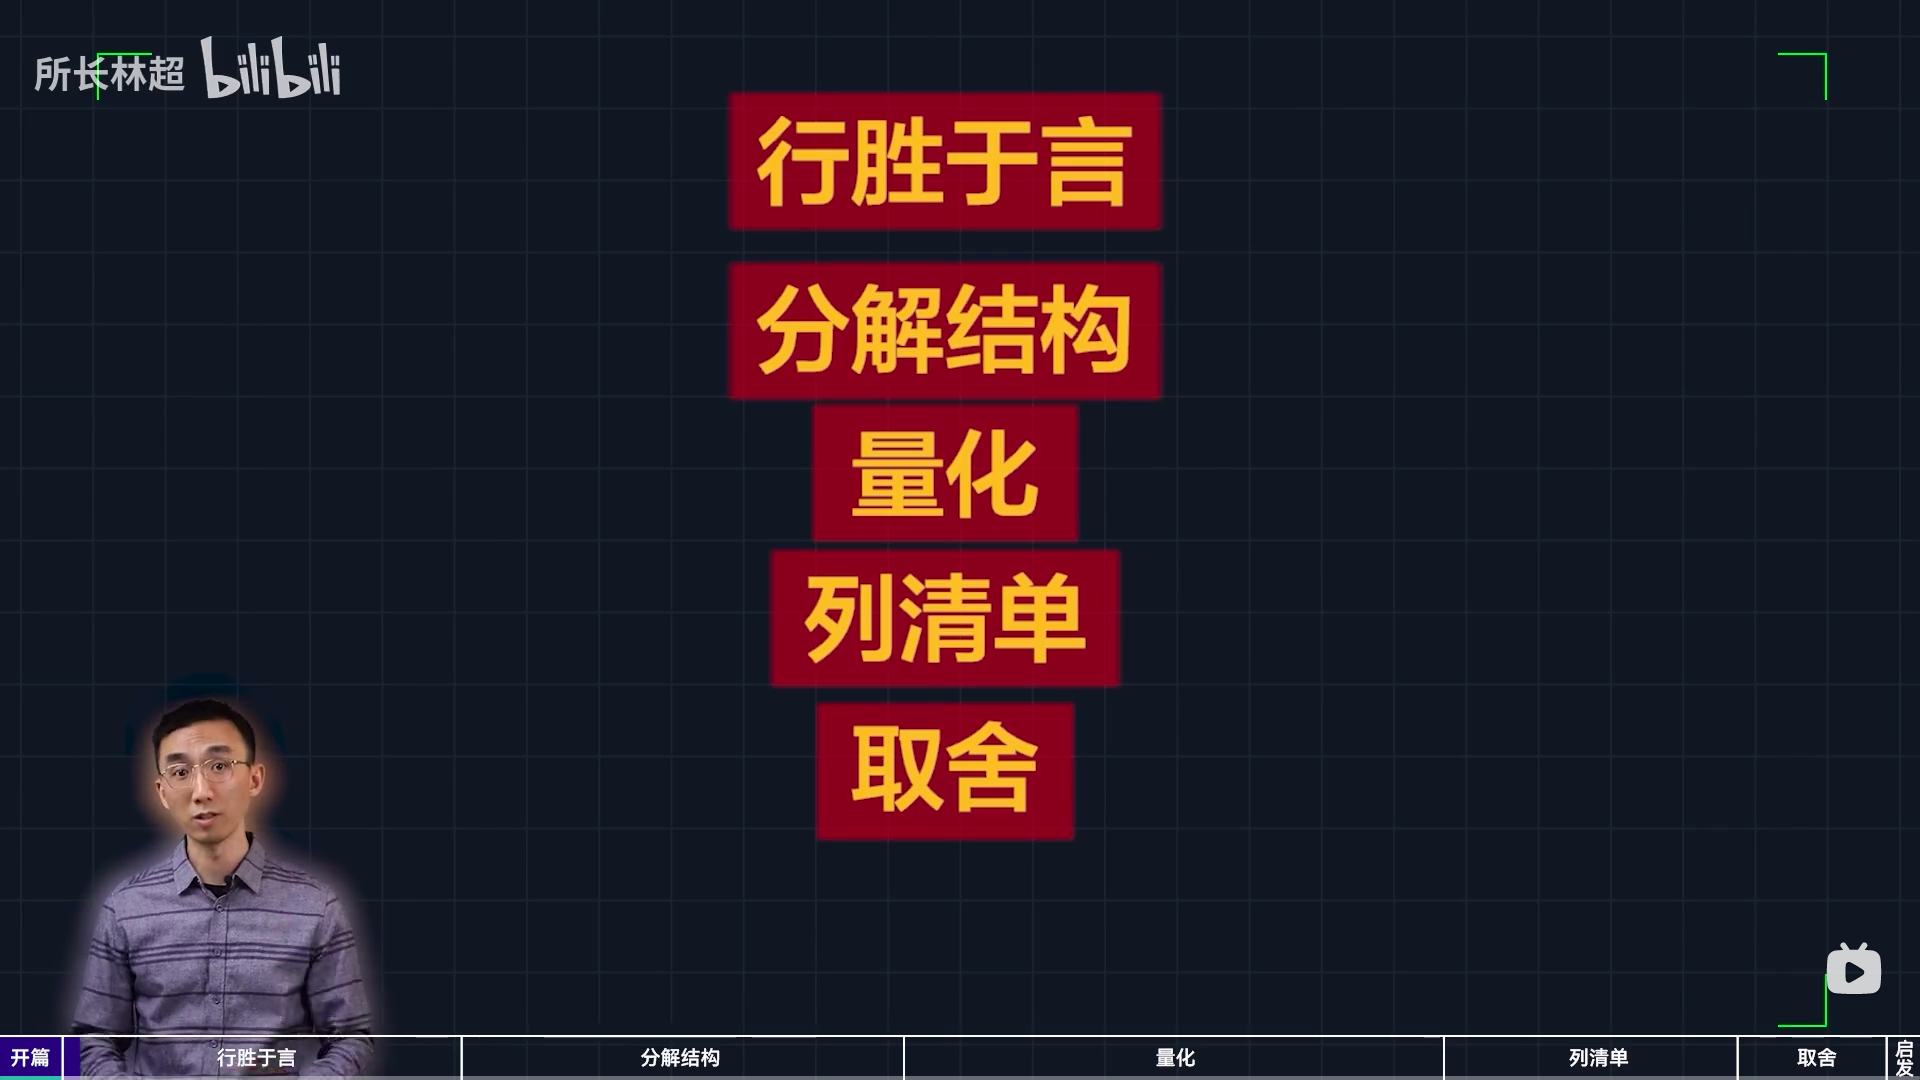 所长林超 bilibili
行胜于言
分解结构
量化
列清单
取舍
开篇 行胜于言 分解结构 量化 列清单 取舍 启发